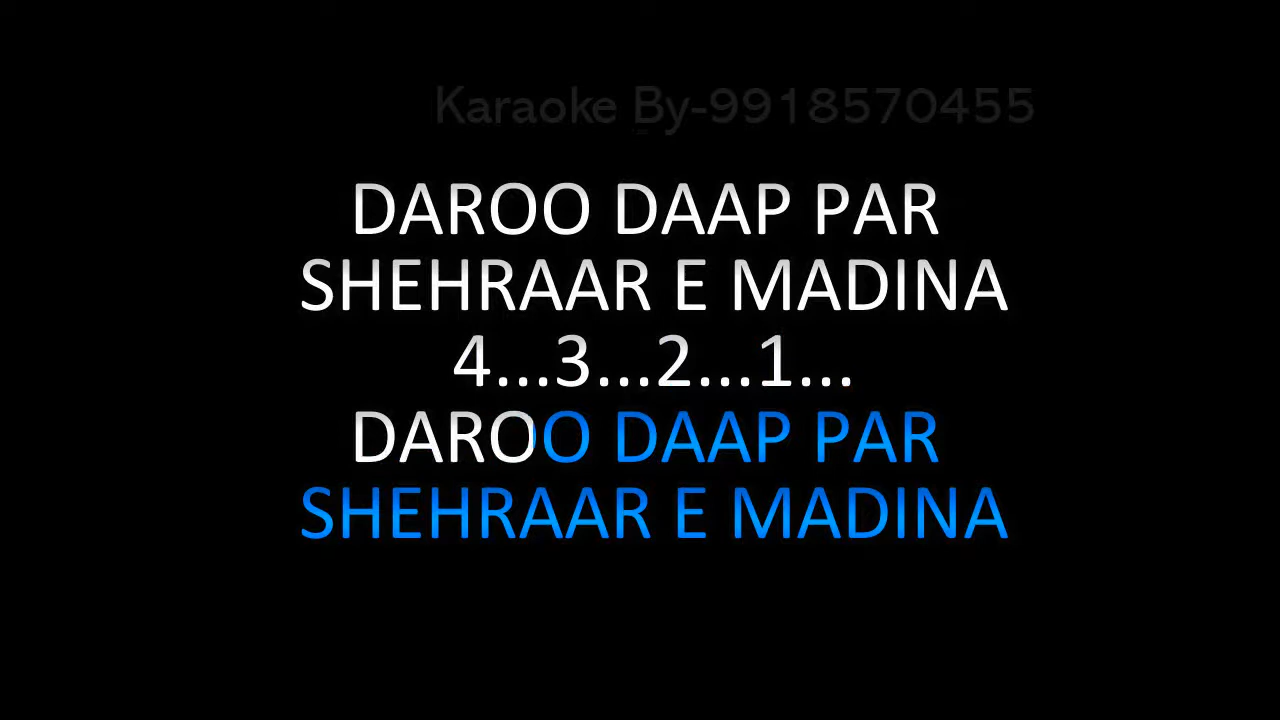 Karaoke By-9918570455
DAROO DAAP PAR
SHEHRAAR E MADINA
4...3...2...1...
DAROO DAAP PAR
SHEHRAAR E MADINA